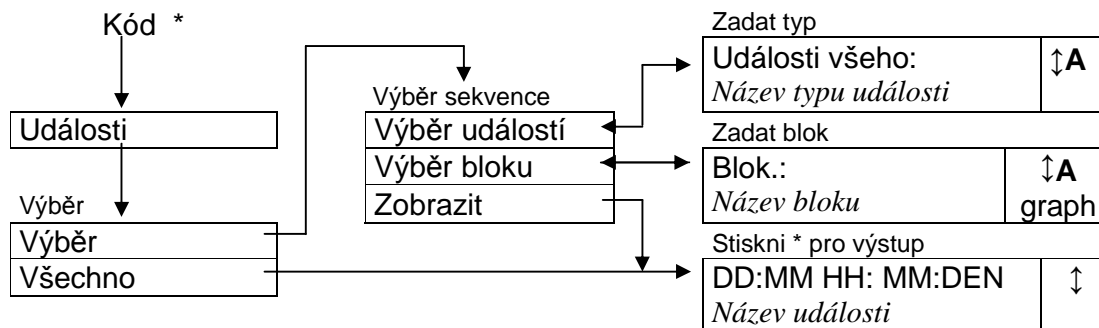 Kód *
Události
Výběr
Výběr
Všechno
Výběr sekvence
Výběr událostí
Výběr bloku
Zobrazit
Zadat typ
Události všeho: ↕A
Název typu události
Zadat blok
Blok.: ↕A
Název bloku graph
Stiskni * pro výstup
DD:MM HH: MM:DEN ↕
Název události